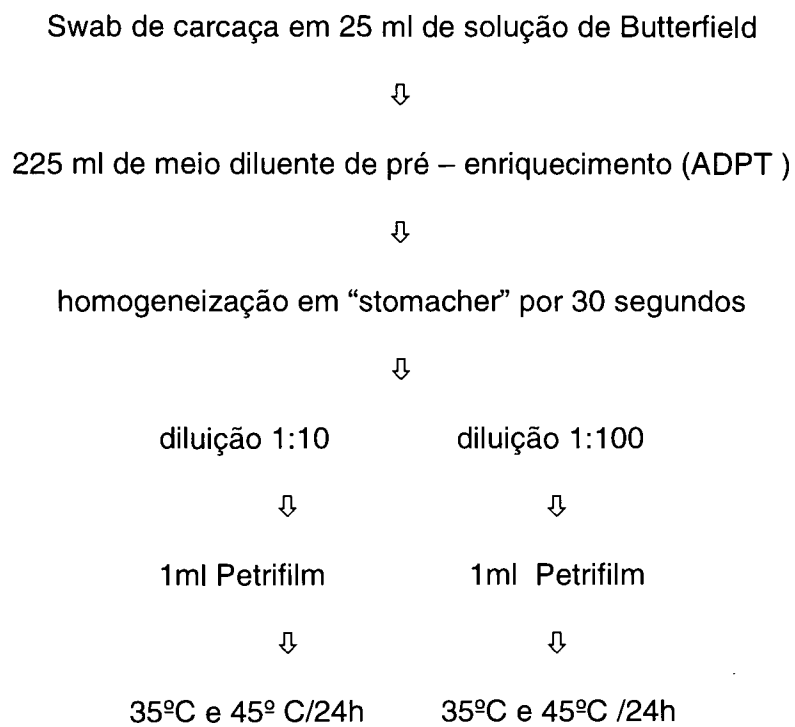 Swab de carcaça em 25 ml de solução de Butterfield
⇩
225 ml de meio diluente de pré – enriquecimento (ADPT )
⇩
homogeneização em “stomacher” por 30 segundos
⇩
diluição 1:10 diluição 1:100
⇩ ⇩
1ml Petrifilm 1ml Petrifilm
⇩ ⇩
35ºC e 45º C/24h 35ºC e 45ºC /24h